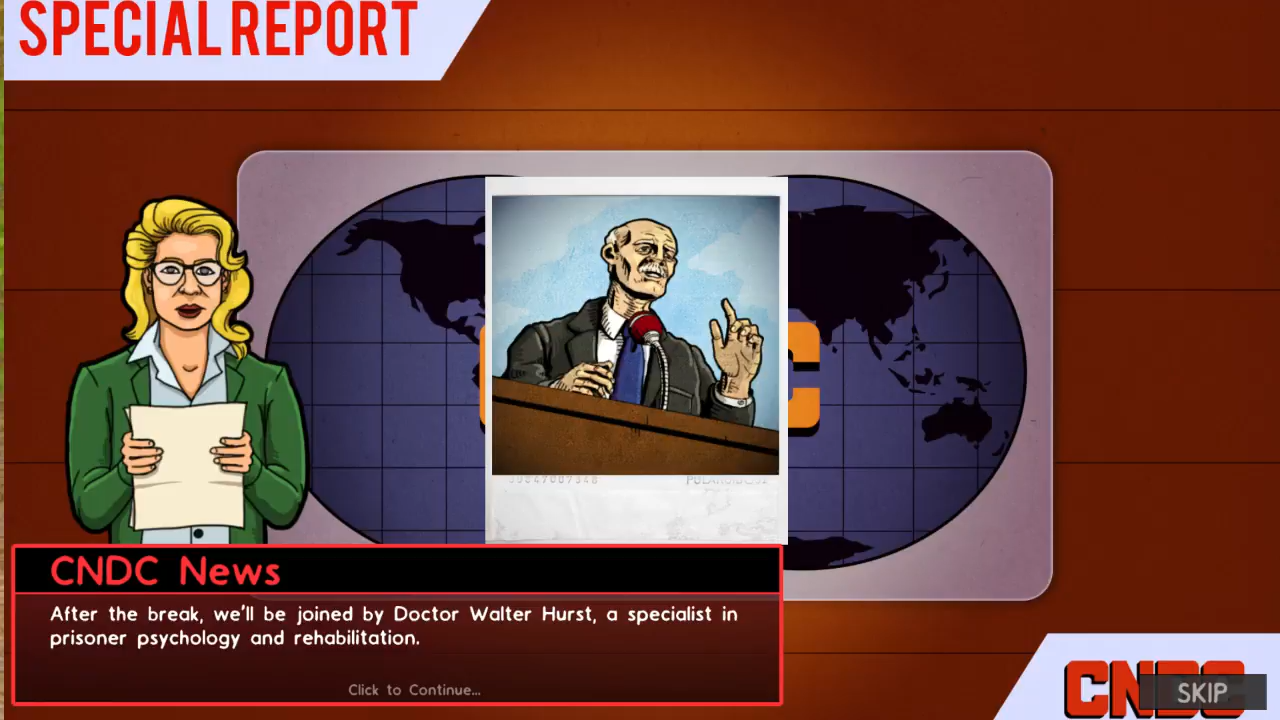 SPECIAL REPORT
CNDC News
After the break, we'll be joined by Doctor Walter Hurst, a specialist in
prisoner psychology and rehabilitation.
Click to Continue...
CNDC
SKIP